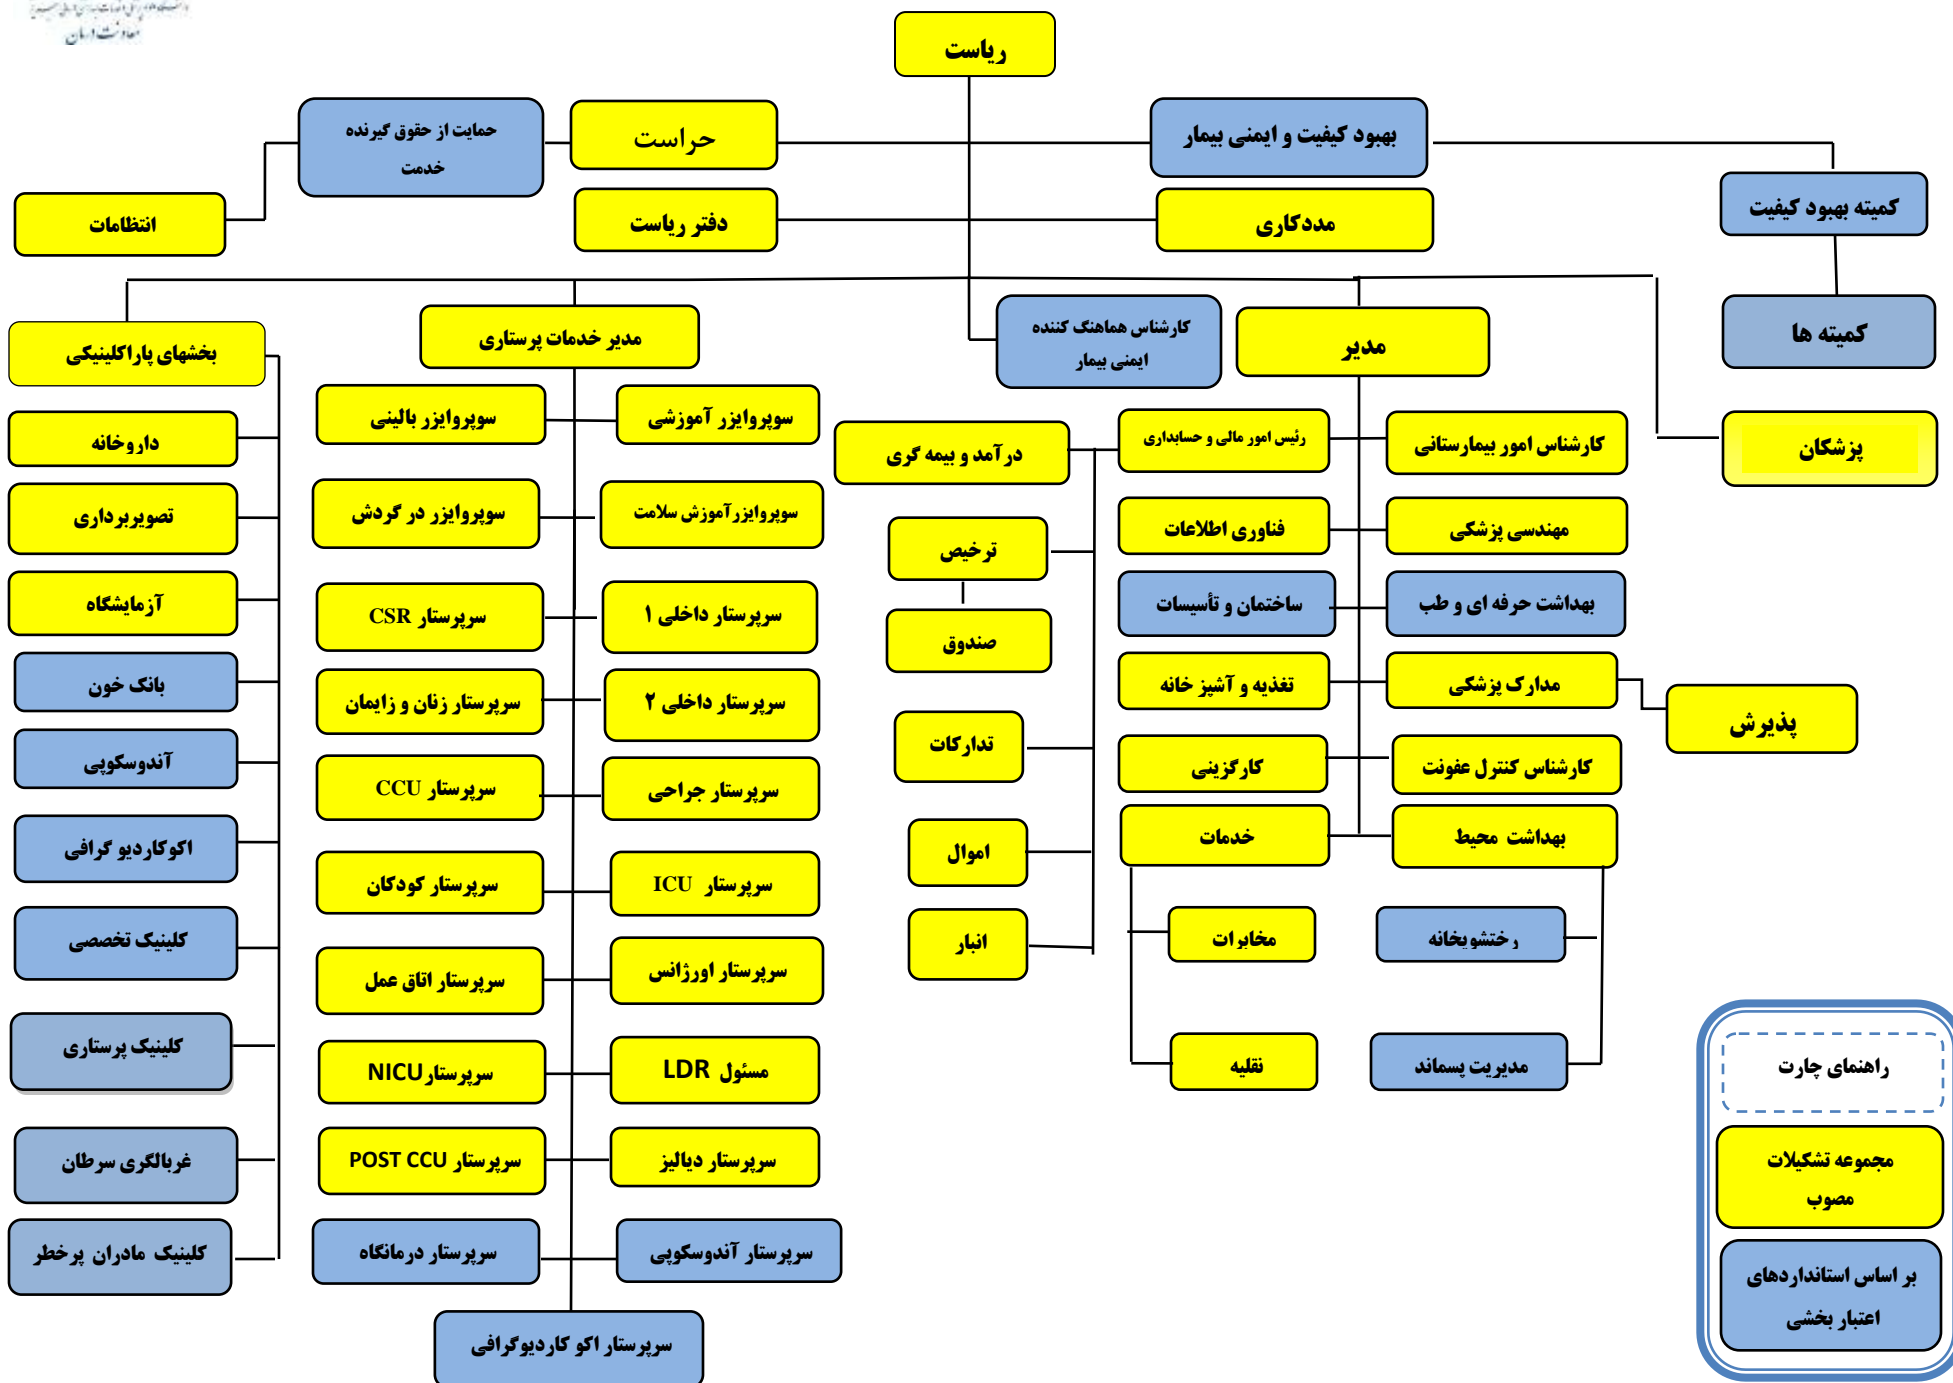 معاونت درمان
ریاست
حمایت از حقوق گیرنده
خدمت
حراست
بهبود کیفیت و ایمنی بیمار
انتظامات
دفتر ریاست
مددکاری
کمیته بهبود کیفیت
کمیته ها
بخشهای پاراکلینیکی
مدیر خدمات پرستاری
کارشناس هماهنگ کننده
ایمنی بیمار
مدیر
پزشکان
داروخانه
تصویربرداری
آزمایشگاه
بانک خون
آندوسکوپی
اکوکاردیو گرافی
کلینیک تخصصی
کلینیک پرستاری
غربالگری سرطان
کلینیک مادران پرخطر
سوپروایزر آموزشی
سوپروایزر بالینی
سوپروایزرآموزش سلامت
سوپروایزر در گردش
سرپرستار داخلی ۱
سرپرستار CSR
سرپرستار داخلی ۲
سرپرستار زنان و زایمان
سرپرستار جراحی
سرپرستار CCU
سرپرستار ICU
سرپرستار کودکان
سرپرستار اورژانس
سرپرستار اتاق عمل
مسئول LDR
سرپرستارNICU
سرپرستار دیالیز
سرپرستار POST CCU
سرپرستار آندوسکوپی
سرپرستار درمانگاه
سرپرستار اکو کاردیوگرافی
کارشناس امور بیمارستانی
رئیس امور مالی و حسابداری
درآمد و بیمه گری
ترخیص
صندوق
تدارکات
اموال
انبار
مهندسی پزشکی
فناوری اطلاعات
بهداشت حرفه ای و طب
ساختمان و تأسیسات
مدارک پزشکی
تغذیه و آشپز خانه
پذیرش
کارشناس کنترل عفونت
کارگزینی
بهداشت محیط
خدمات
رختشویخانه
مخابرات
مدیریت پسماند
نقلیه
راهنمای چارت
مجموعه تشکیلات
مصوب
بر اساس استانداردهای
اعتبار بخشی